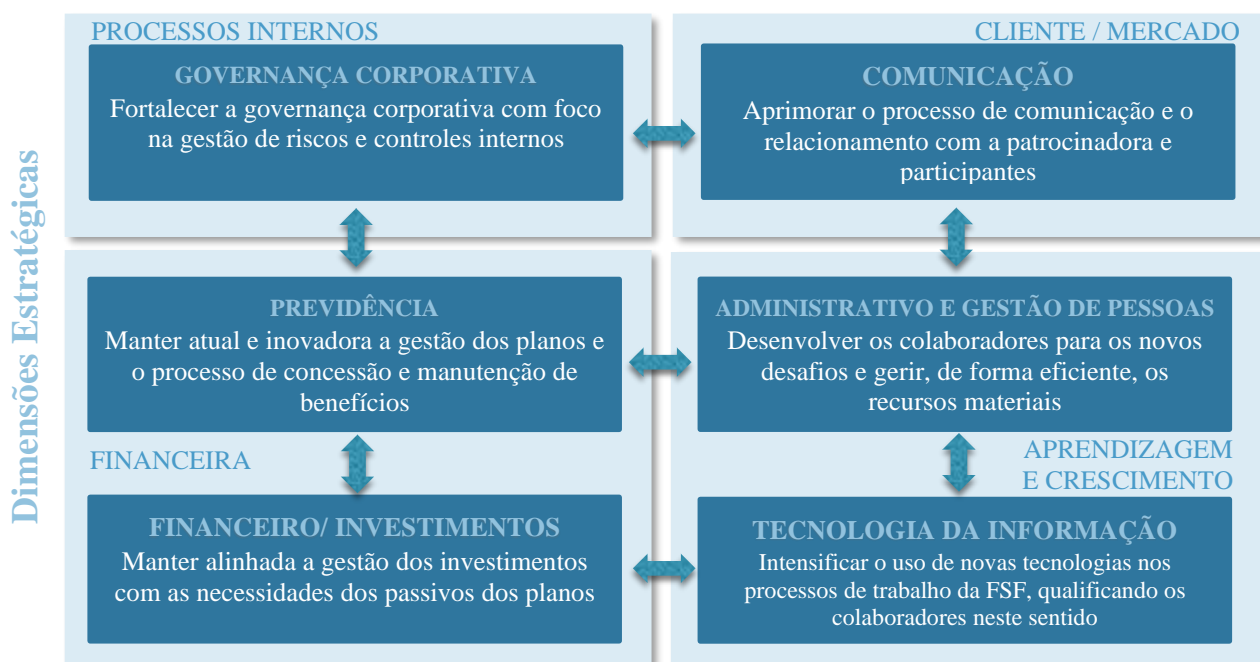 Dimensões Estratégicas
PROCESSOS INTERNOS
GOVERNANÇA CORPORATIVA
Fortalecer a governança corporativa com foco
na gestão de riscos e controles internos
CLIENTE / MERCADO
COMUNICAÇÃO
Aprimorar o processo de comunicação e o
relacionamento com a patrocinadora e
participantes
PREVIDÊNCIA
Manter atual e inovadora a gestão dos planos e
o processo de concessão e manutenção de
benefícios
FINANCEIRA
FINANCEIRO/ INVESTIMENTOS
Manter alinhada a gestão dos investimentos
com as necessidades dos passivos dos planos
ADMINISTRATIVO E GESTÃO DE PESSOAS
Desenvolver os colaboradores para os novos
desafios e gerir, de forma eficiente, os
recursos materiais
APRENDIZAGEM
E CRESCIMENTO
TECNOLOGIA DA INFORMAÇÃO
Intensificar o uso de novas tecnologias nos
processos de trabalho da FSF, qualificando os
colaboradores neste sentido